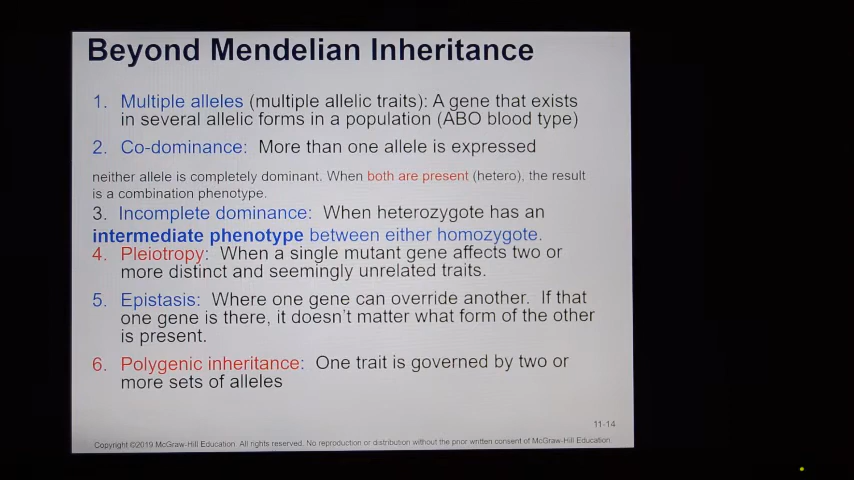 Beyond Mendelian Inheritance
1. Multiple alleles (multiple allelic traits): A gene that exists
in several allelic forms in a population (ABO blood type)
2. Co-dominance: More than one allele is expressed
neither allele is completely dominant. When both are present (hetero), the result
is a combination phenotype.
3. Incomplete dominance: When heterozygote has an
intermediate phenotype between either homozygote.
4. Pleiotropy: When a single mutant gene affects two or
more distinct and seemingly unrelated traits.
5. Epistasis: Where one gene can override another. If that
one gene is there, it doesn't matter what form of the other
is present.
6. Polygenic inheritance: One trait is governed by two or
more sets of alleles
11-14
Copyright ©2019 McGraw-Hill Education. All rights reserved. No reproduction or distribution without the prior written consent of McGraw-Hill Education.